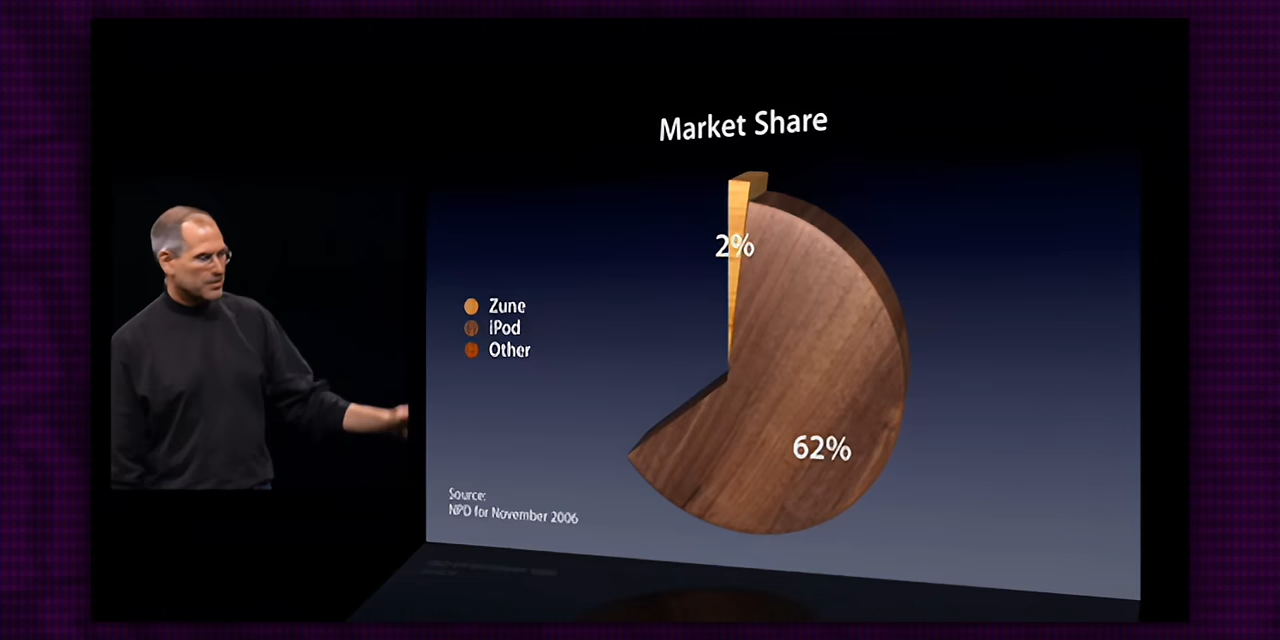 Market Share
2%
Zune
iPod
Other
62%
Source:
NPD for November 2006